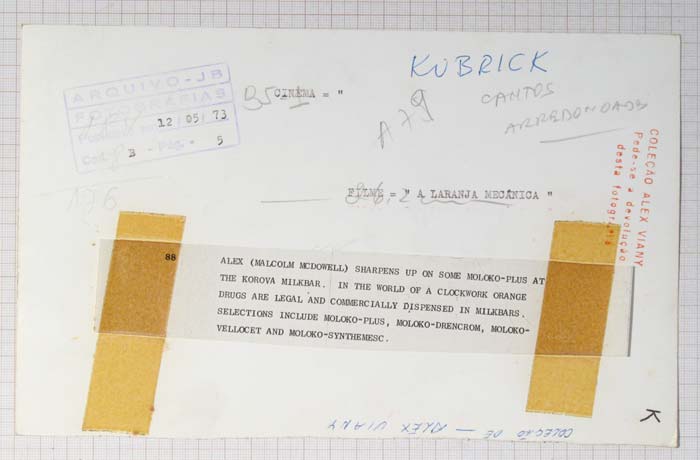 KUBRICK
ARQUIVO-JB
FOTOGRAFIAS
12/05/73
Cad. B - Pág. 5
CINÉMA = "
A79
CANTOS
ARREDONDADOS
COLEÇÃO ALEX VIANY
Pede-se a devolução
desta fotografia
176
FILME = " A LARANJA MECÂNICA "
88
ALEX (MALCOLM MCDOWELL) SHARPENS UP ON SOME MOLOKO-PLUS AT
THE KOROVA MILKBAR. IN THE WORLD OF A CLOCKWORK ORANGE
DRUGS ARE LEGAL AND COMMERCIALLY DISPENSED IN MILKBARS.
SELECTIONS INCLUDE MOLOKO-PLUS, MOLOKO-DRENCROM, MOLOKO-
VELLOCET AND MOLOKO-SYNTHEMESC.
K
COLEÇÃO DE — ALEX VIANY